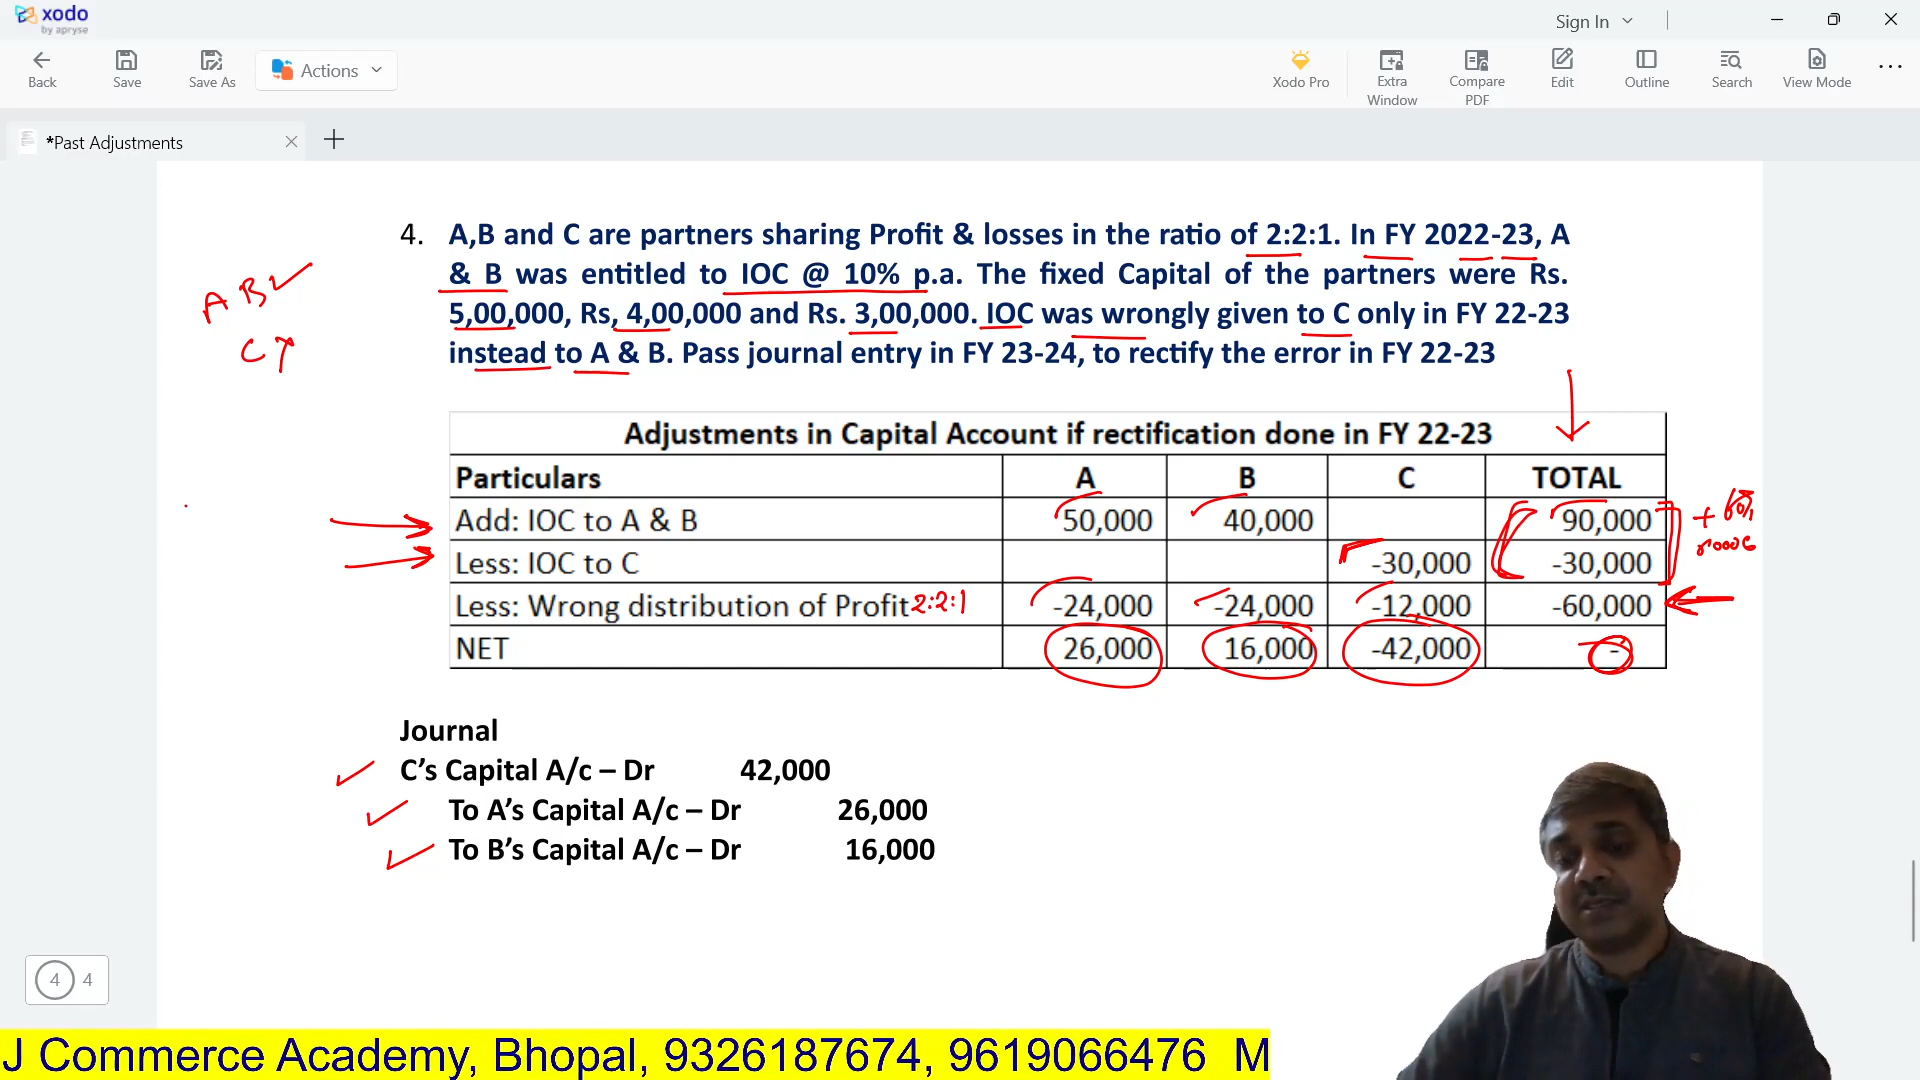 xodo
by apryse
Sign In
Back
Save
Save As
Actions
Xodo Pro
Extra Window
Compare PDF
Edit
Outline
Search
View Mode
*Past Adjustments
4. A,B and C are partners sharing Profit & losses in the ratio of 2:2:1. In FY 2022-23, A
& B was entitled to IOC @ 10% p.a. The fixed Capital of the partners were Rs.
5,00,000, Rs, 4,00,000 and Rs. 3,00,000. IOC was wrongly given to C only in FY 22-23
instead to A & B. Pass journal entry in FY 23-24, to rectify the error in FY 22-23
A B
C
Adjustments in Capital Account if rectification done in FY 22-23
Particulars A B C TOTAL
Add: IOC to A & B 50,000 40,000 90,000
Less: IOC to C -30,000 -30,000
Less: Wrong distribution of Profit 2:2:1 -24,000 -24,000 -12,000 -60,000
NET 26,000 16,000 -42,000 -
Journal
C's Capital A/c – Dr 42,000
To A's Capital A/c – Dr 26,000
To B's Capital A/c – Dr 16,000
4 4
J Commerce Academy, Bhopal, 9326187674, 9619066476 M